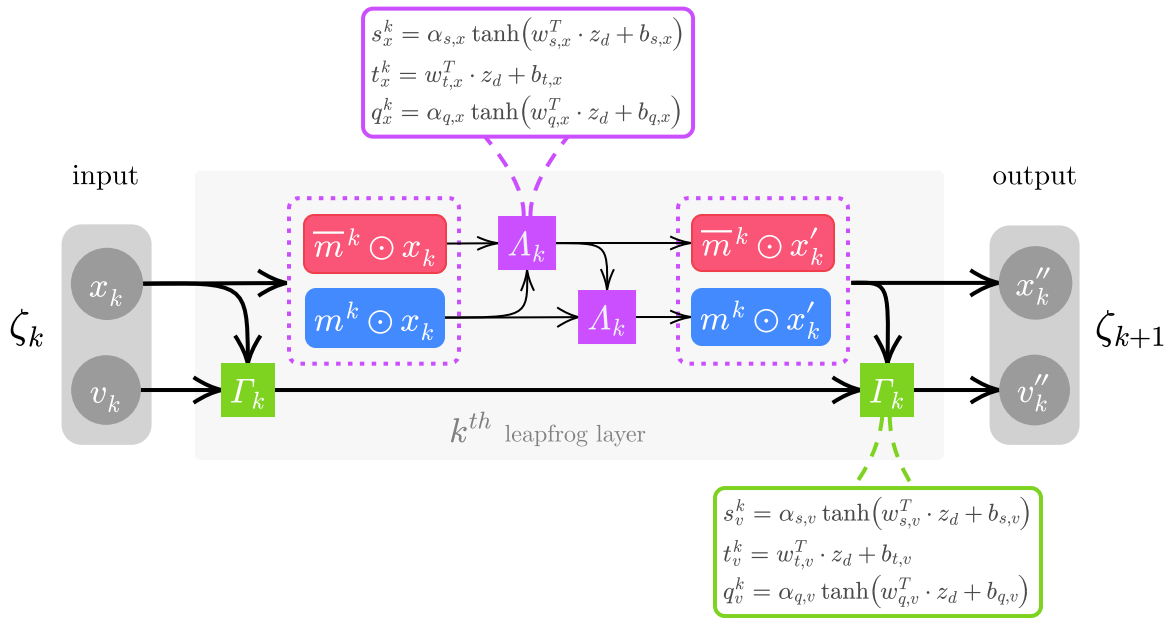 s_x^k = α_{s,x} tanh(w_{s,x}^T · z_d + b_{s,x})
t_x^k = w_{t,x}^T · z_d + b_{t,x}
q_x^k = α_{q,x} tanh(w_{q,x}^T · z_d + b_{q,x})
input
output
m̅^k ⊙ x_k
Λ_k
m̅^k ⊙ x′_k
x_k
x″_k
m^k ⊙ x_k
Λ_k
m^k ⊙ x′_k
ζ_k
ζ_{k+1}
v_k
Γ_k
Γ_k
v″_k
k^{th} leapfrog layer
s_v^k = α_{s,v} tanh(w_{s,v}^T · z_d + b_{s,v})
t_v^k = w_{t,v}^T · z_d + b_{t,v}
q_v^k = α_{q,v} tanh(w_{q,v}^T · z_d + b_{q,v})